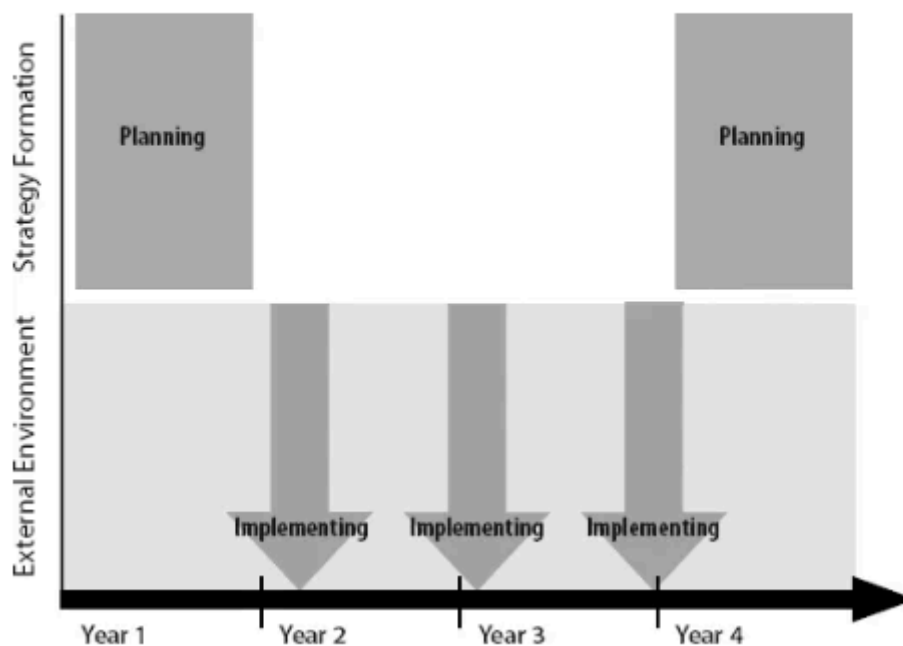 Strategy Formation
Planning
Planning
External Environment
Implementing
Implementing
Implementing
Year 1
Year 2
Year 3
Year 4